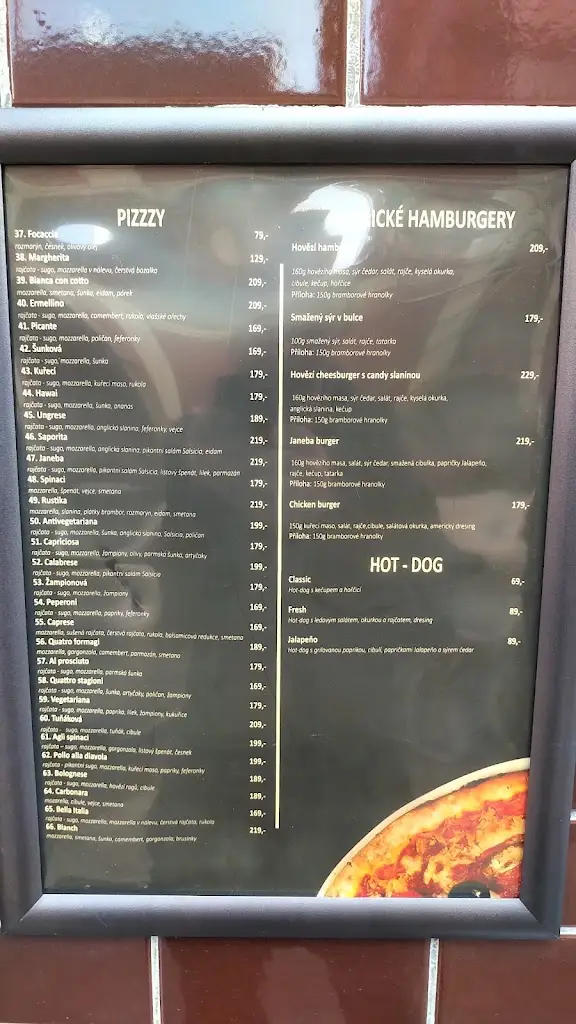 PIZZZY
37. Focaccia 79,-
rozmarýn, česnek, olivový olej
38. Margherita 129,-
rajčata - sugo, mozzarella v nálevu, čerstvá bazalka
39. Bianca con cotto 209,-
mozzarella, smetana, šunka, eidam, pórek
40. Ermellino 209,-
rajčata - sugo, mozzarella, camembert, rukola, vlašské ořechy
41. Picante 169,-
rajčata - sugo, mozzarella, poličan, feferonky
42. Šunková 169,-
rajčata - sugo, mozzarella, šunka
43. Kuřecí 179,-
rajčata - sugo, mozzarella, kuřecí maso, rukola
44. Hawai 179,-
rajčata - sugo, mozzarella, šunka, ananas
45. Ungrese 189,-
rajčata - sugo, mozzarella, anglická slanina, feferonky, vejce
46. Saporita 219,-
rajčata - sugo, mozzarella, anglická slanina, pikantní salám Salsicia, eidam
47. Janeba 219,-
rajčata - sugo, mozzarella, pikantní salám Salsicia, listový špenát, lilek, parmazán
48. Spinaci 179,-
mozzarella, špenát, vejce, smetana
49. Rustika 219,-
mozzarella, slanina, plátky brambor, rozmarýn, eidam, smetana
50. Antivegetariana 199,-
rajčata - sugo, mozzarella, šunka, anglická slanina, Salsicia, poličan
51. Capriciosa 179,-
rajčata - sugo, mozzarella, žampiony, olivy, parmská šunka, artyčoky
52. Calabrese 199,-
rajčata - sugo, mozzarella, pikantní salám Salsicia
53. Žampionová 179,-
rajčata - sugo, mozzarella, žampiony
54. Peperoni 169,-
rajčata - sugo, mozzarella, papriky, feferonky
55. Caprese 169,-
mozzarella, sušená rajčata, čerstvá rajčata, rukola, balsamicová redukce, smetana
56. Quatro formagi 189,-
mozzarella, gorgonzola, camembert, parmazán, smetana
57. Al prosciuto 179,-
rajčata - sugo, mozzarella, parmská šunka
58. Quattro stagioni 169,-
rajčata - sugo, mozzarella, šunka, artyčoky, poličan, žampiony
59. Vegetariana 179,-
rajčata - sugo, mozzarella, paprika, lilek, žampiony, kukuřice
60. Tuňáková 209,-
rajčata - sugo, mozzarella, tuňák, cibule
61. Agli spinaci 199,-
rajčata – sugo, mozzarella, gorgonzola, listový špenát, česnek
62. Pollo alla diavola 199,-
rajčata - pikantní sugo, mozzarella, kuřecí maso, papriky, feferonky
63. Bolognese 189,-
rajčata - sugo, mozzarella, hovězí ragů, cibule
64. Carbonara 189,-
mozzarella, cibule, vejce, smetana
65. Bella Italia 169,-
rajčata - sugo, mozzarella, mozzarella v nálevu, čerstvá rajčata, rukola
66. Bianch 219,-
mozzarella, smetana, šunka, camembert, gorgonzola, brusinky
ICKÉ HAMBURGERY
Hovězí hamb 209,-
160g hovězího masa, sýr čedar, salát, rajče, kyselá okurka,
cibule, kečup, hořčice
Příloha: 150g bramborové hranolky
Smažený sýr v bulce 179,-
100g smažený sýr, salát, rajče, tatarka
Příloha: 150g bramborové hranolky
Hovězí cheesburger s candy slaninou 229,-
160g hovězího masa, sýr čedar, salát, rajče, kyselá okurka,
anglická slanina, kečup
Příloha: 150g bramborové hranolky
Janeba burger 219,-
160g hovězího masa, salát, sýr čedar, smažená cibulka, papričky Jalapeňo,
rajče, kečup, tatarka
Příloha: 150g bramborové hranolky
Chicken burger 179,-
150g kuřecí maso, salát, rajče,cibule, salátová okurka, americký dresing
Příloha: 150g bramborové hranolky
HOT - DOG
Classic 69,-
Hot-dog s kečupem a hořčicí
Fresh 89,-
Hot-dog s ledovým salátem, okurkou a rajčatem, dresing
Jalapeño 89,-
Hot-dog s grilovanou paprikou, cibulí, papričkami Jalapeňo a sýrem čedar